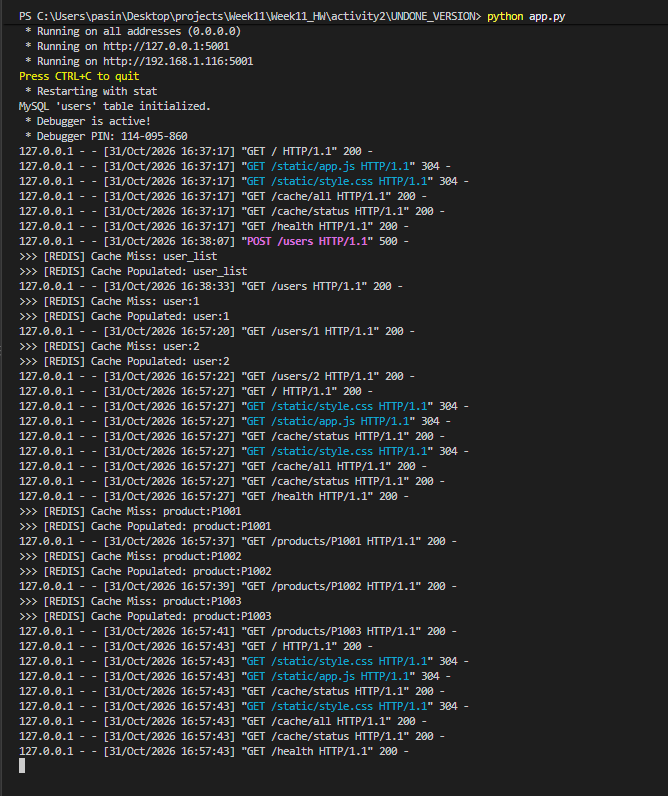 PS C:\Users\pasin\Desktop\projects\Week11\Week11_HW\activity2\UNDONE_VERSION> python app.py
 * Running on all addresses (0.0.0.0)
 * Running on http://127.0.0.1:5001
 * Running on http://192.168.1.116:5001
Press CTRL+C to quit
 * Restarting with stat
MySQL 'users' table initialized.
 * Debugger is active!
 * Debugger PIN: 114-095-860
127.0.0.1 - - [31/Oct/2026 16:37:17] "GET / HTTP/1.1" 200 -
127.0.0.1 - - [31/Oct/2026 16:37:17] "GET /static/app.js HTTP/1.1" 304 -
127.0.0.1 - - [31/Oct/2026 16:37:17] "GET /static/style.css HTTP/1.1" 304 -
127.0.0.1 - - [31/Oct/2026 16:37:17] "GET /cache/all HTTP/1.1" 200 -
127.0.0.1 - - [31/Oct/2026 16:37:17] "GET /cache/status HTTP/1.1" 200 -
127.0.0.1 - - [31/Oct/2026 16:37:17] "GET /health HTTP/1.1" 200 -
127.0.0.1 - - [31/Oct/2026 16:38:07] "POST /users HTTP/1.1" 500 -
>>> [REDIS] Cache Miss: user_list
>>> [REDIS] Cache Populated: user_list
127.0.0.1 - - [31/Oct/2026 16:38:33] "GET /users HTTP/1.1" 200 -
>>> [REDIS] Cache Miss: user:1
>>> [REDIS] Cache Populated: user:1
127.0.0.1 - - [31/Oct/2026 16:57:20] "GET /users/1 HTTP/1.1" 200 -
>>> [REDIS] Cache Miss: user:2
>>> [REDIS] Cache Populated: user:2
127.0.0.1 - - [31/Oct/2026 16:57:22] "GET /users/2 HTTP/1.1" 200 -
127.0.0.1 - - [31/Oct/2026 16:57:27] "GET / HTTP/1.1" 200 -
127.0.0.1 - - [31/Oct/2026 16:57:27] "GET /static/style.css HTTP/1.1" 304 -
127.0.0.1 - - [31/Oct/2026 16:57:27] "GET /static/app.js HTTP/1.1" 304 -
127.0.0.1 - - [31/Oct/2026 16:57:27] "GET /cache/status HTTP/1.1" 200 -
127.0.0.1 - - [31/Oct/2026 16:57:27] "GET /static/style.css HTTP/1.1" 304 -
127.0.0.1 - - [31/Oct/2026 16:57:27] "GET /cache/all HTTP/1.1" 200 -
127.0.0.1 - - [31/Oct/2026 16:57:27] "GET /cache/status HTTP/1.1" 200 -
127.0.0.1 - - [31/Oct/2026 16:57:27] "GET /health HTTP/1.1" 200 -
>>> [REDIS] Cache Miss: product:P1001
>>> [REDIS] Cache Populated: product:P1001
127.0.0.1 - - [31/Oct/2026 16:57:37] "GET /products/P1001 HTTP/1.1" 200 -
>>> [REDIS] Cache Miss: product:P1002
>>> [REDIS] Cache Populated: product:P1002
127.0.0.1 - - [31/Oct/2026 16:57:39] "GET /products/P1002 HTTP/1.1" 200 -
>>> [REDIS] Cache Miss: product:P1003
>>> [REDIS] Cache Populated: product:P1003
127.0.0.1 - - [31/Oct/2026 16:57:41] "GET /products/P1003 HTTP/1.1" 200 -
127.0.0.1 - - [31/Oct/2026 16:57:43] "GET / HTTP/1.1" 200 -
127.0.0.1 - - [31/Oct/2026 16:57:43] "GET /static/style.css HTTP/1.1" 304 -
127.0.0.1 - - [31/Oct/2026 16:57:43] "GET /static/app.js HTTP/1.1" 304 -
127.0.0.1 - - [31/Oct/2026 16:57:43] "GET /cache/status HTTP/1.1" 200 -
127.0.0.1 - - [31/Oct/2026 16:57:43] "GET /static/style.css HTTP/1.1" 304 -
127.0.0.1 - - [31/Oct/2026 16:57:43] "GET /cache/all HTTP/1.1" 200 -
127.0.0.1 - - [31/Oct/2026 16:57:43] "GET /cache/status HTTP/1.1" 200 -
127.0.0.1 - - [31/Oct/2026 16:57:43] "GET /health HTTP/1.1" 200 -